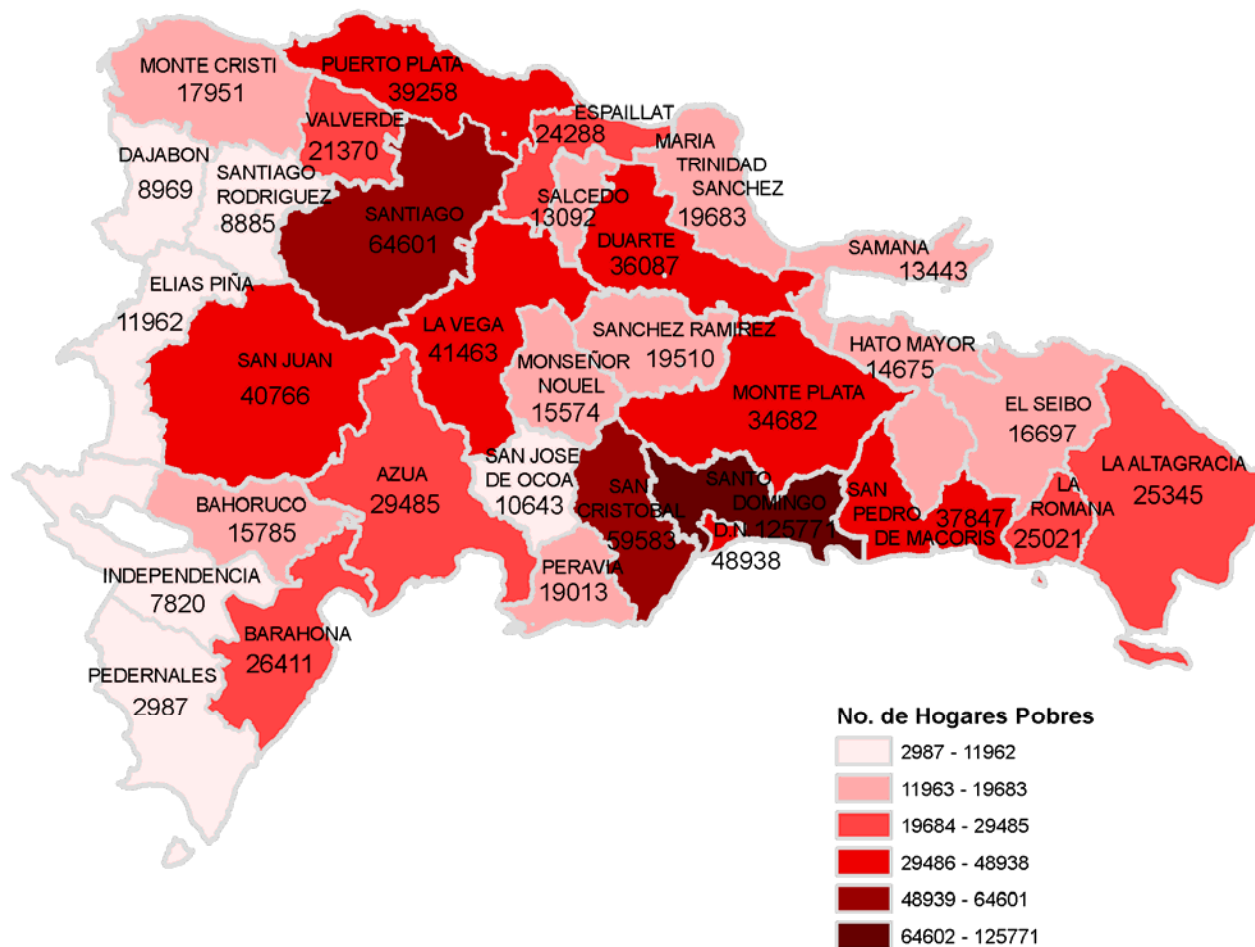 MONTE CRISTI
17951
PUERTO PLATA
39258
VALVERDE
21370
ESPAILLAT
24288
MARIA
TRINIDAD
SANCHEZ
19683
DAJABON
8969
SANTIAGO
RODRIGUEZ
8885
SANTIAGO
64601
SALCEDO
13092
DUARTE
36087
SAMANA
13443
ELIAS PIÑA
11962
SAN JUAN
40766
LA VEGA
41463
MONSEÑOR
NOUEL
15574
SANCHEZ RAMIREZ
19510
HATO MAYOR
14675
MONTE PLATA
34682
EL SEIBO
16697
LA ALTAGRACIA
25345
LA
ROMANA
25021
SAN
PEDRO
DE MACORIS
37847
SANTO
DOMINGO
125771
D.N.
48938
SAN
CRISTOBAL
59583
SAN JOSE
DE OCOA
10643
AZUA
29485
PERAVIA
19013
BAHORUCO
15785
INDEPENDENCIA
7820
BARAHONA
26411
PEDERNALES
2987
No. de Hogares Pobres
2987 - 11962
11963 - 19683
19684 - 29485
29486 - 48938
48939 - 64601
64602 - 125771